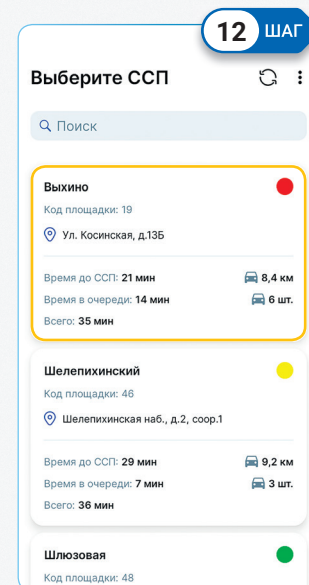 12 ШАГ
Выберите ССП
Поиск
Выхино
Код площадки: 19
Ул. Косинская, д.13Б
Время до ССП: 21 мин 8,4 км
Время в очереди: 14 мин 6 шт.
Всего: 35 мин
Шелепихинский
Код площадки: 46
Шелепихинская наб., д.2, соор.1
Время до ССП: 29 мин 9,2 км
Время в очереди: 7 мин 3 шт.
Всего: 36 мин
Шлюзовая
Код площадки: 48